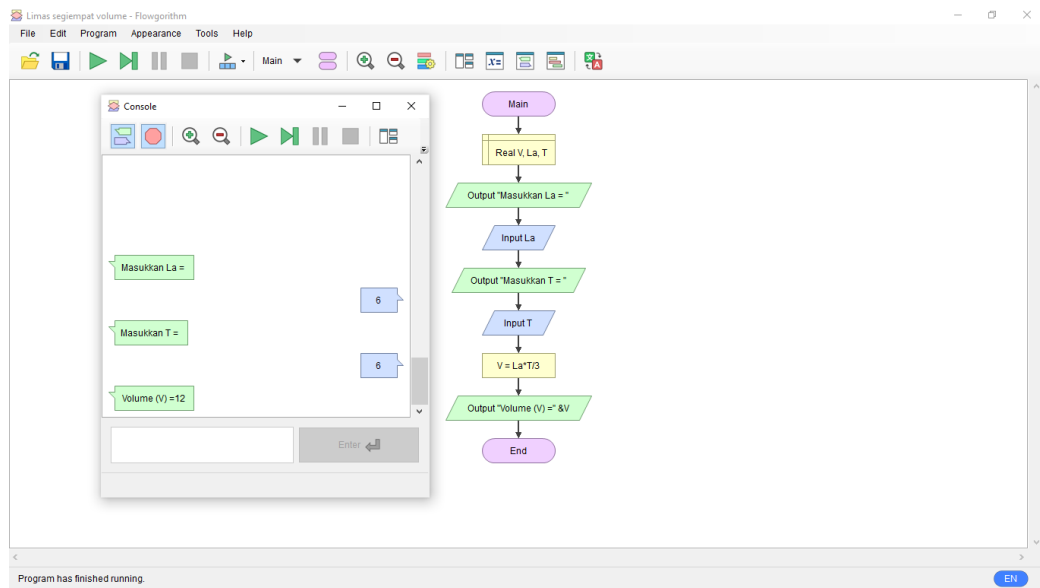 Limas segiempat volume - Flowgorithm
File Edit Program Appearance Tools Help
Main
Console
Masukkan La =
6
Masukkan T =
6
Volume (V) =12
Enter
Main
Real V, La, T
Output "Masukkan La = "
Input La
Output "Masukkan T = "
Input T
V = La*T/3
Output "Volume (V) =" &V
End
Program has finished running.
EN